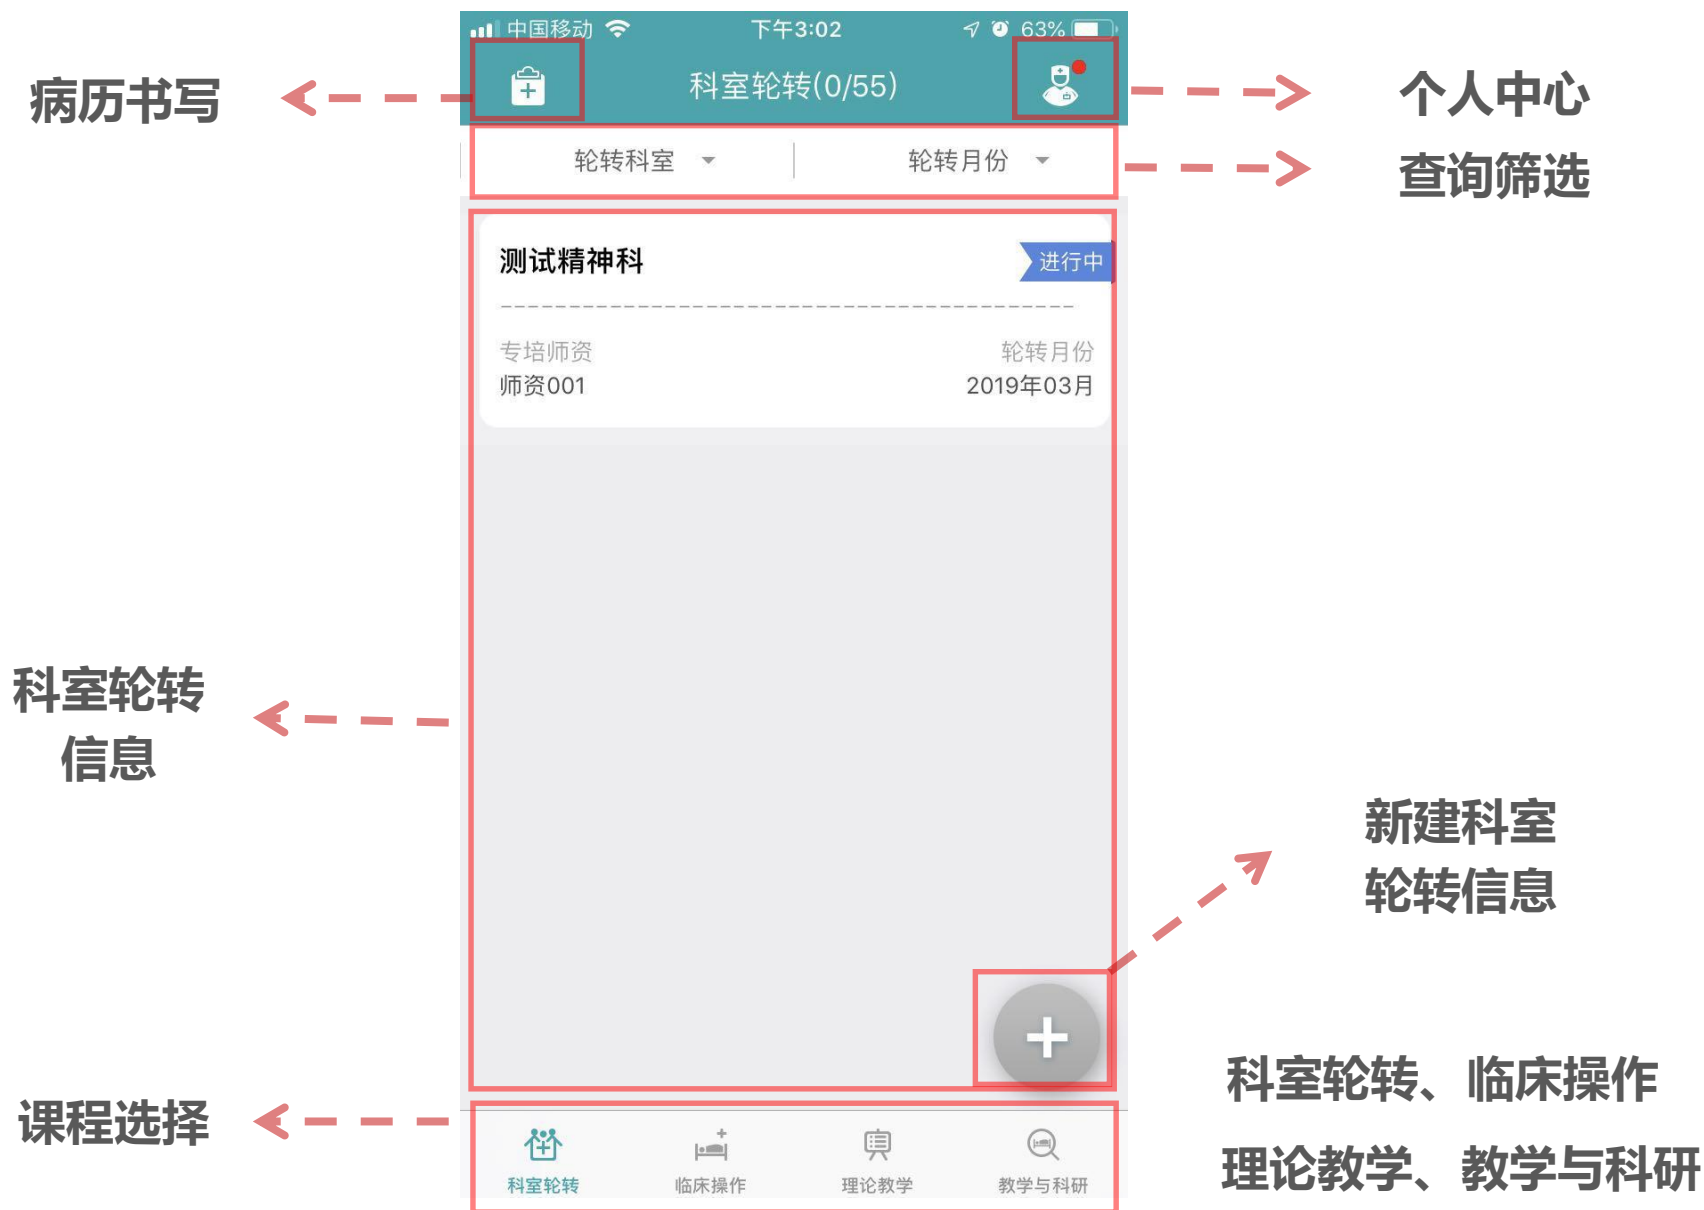 中国移动 下午3:02 63%
病历书写
科室轮转(0/55)
个人中心
轮转科室
轮转月份
查询筛选
测试精神科
进行中
专培师资
轮转月份
师资001
2019年03月
科室轮转
信息
新建科室
轮转信息
科室轮转、临床操作
理论教学、教学与科研
课程选择
科室轮转
临床操作
理论教学
教学与科研